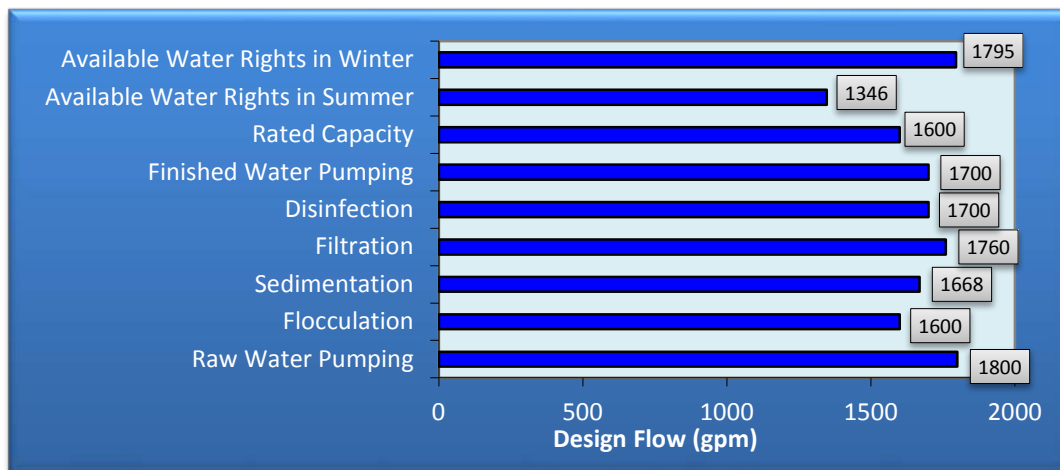 Available Water Rights in Winter 1795
Available Water Rights in Summer 1346
Rated Capacity 1600
Finished Water Pumping 1700
Disinfection 1700
Filtration 1760
Sedimentation 1668
Flocculation 1600
Raw Water Pumping 1800
0 500 1000 1500 2000
Design Flow (gpm)